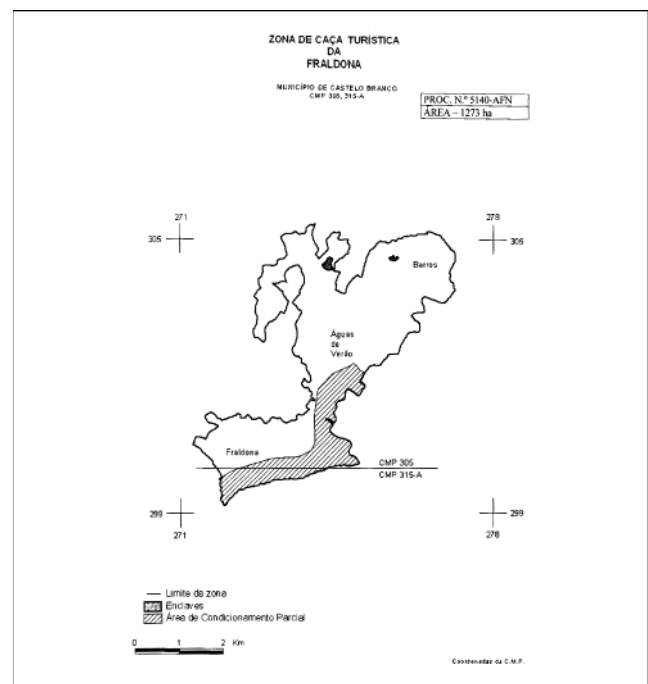 ZONA DE CAÇA TURÍSTICA
DA
FRALDONA
MUNICÍPIO DE CASTELO BRANCO
CMP 305, 315-A
PROC. N.º 5140-AFN
ÁREA – 1273 ha
271
278
305
305
Barros
Águas
de
Verão
Fraldona
CMP 305
CMP 315-A
299
299
271
278
Limite da zona
Enclaves
Área de Condicionamento Parcial
0 1 2 Km
Coordenadas da C.M.P.